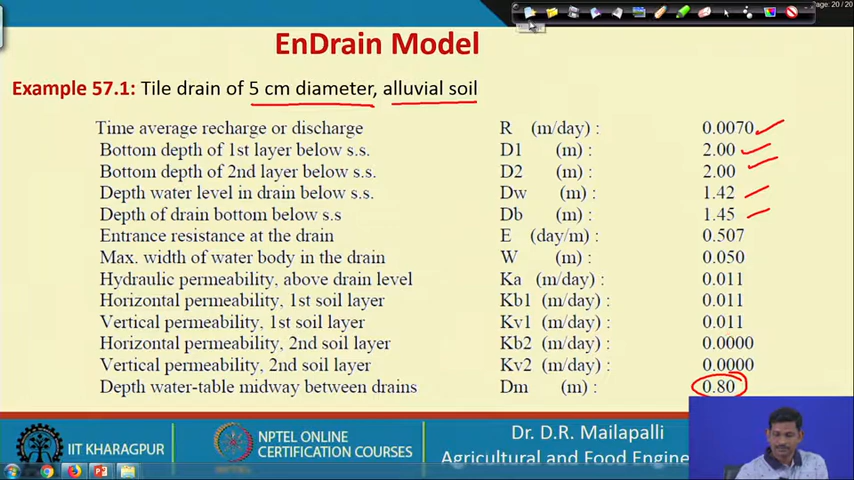 Page: 20 / 20
EnDrain Model
Example 57.1: Tile drain of 5 cm diameter, alluvial soil
Time average recharge or discharge R (m/day) : 0.0070
Bottom depth of 1st layer below s.s. D1 (m) : 2.00
Bottom depth of 2nd layer below s.s. D2 (m) : 2.00
Depth water level in drain below s.s. Dw (m) : 1.42
Depth of drain bottom below s.s Db (m) : 1.45
Entrance resistance at the drain E (day/m) : 0.507
Max. width of water body in the drain W (m) : 0.050
Hydraulic permeability, above drain level Ka (m/day) : 0.011
Horizontal permeability, 1st soil layer Kb1 (m/day) : 0.011
Vertical permeability, 1st soil layer Kv1 (m/day) : 0.011
Horizontal permeability, 2nd soil layer Kb2 (m/day) : 0.0000
Vertical permeability, 2nd soil layer Kv2 (m/day) : 0.0000
Depth water-table midway between drains Dm (m) : 0.80
IIT KHARAGPUR
NPTEL ONLINE
CERTIFICATION COURSES
Dr. D.R. Mailapalli
Agricultural and Food Engine